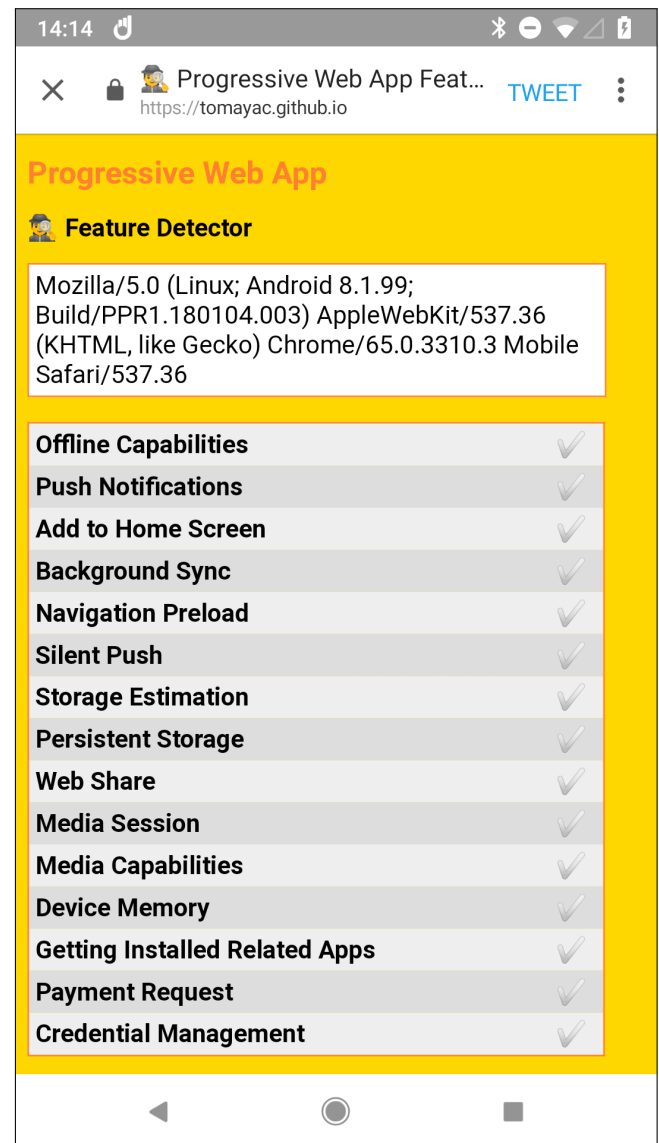 14:14
Progressive Web App Feat... TWEET
https://tomayac.github.io
Progressive Web App
Feature Detector
Mozilla/5.0 (Linux; Android 8.1.99;
Build/PPR1.180104.003) AppleWebKit/537.36
(KHTML, like Gecko) Chrome/65.0.3310.3 Mobile
Safari/537.36
Offline Capabilities
Push Notifications
Add to Home Screen
Background Sync
Navigation Preload
Silent Push
Storage Estimation
Persistent Storage
Web Share
Media Session
Media Capabilities
Device Memory
Getting Installed Related Apps
Payment Request
Credential Management